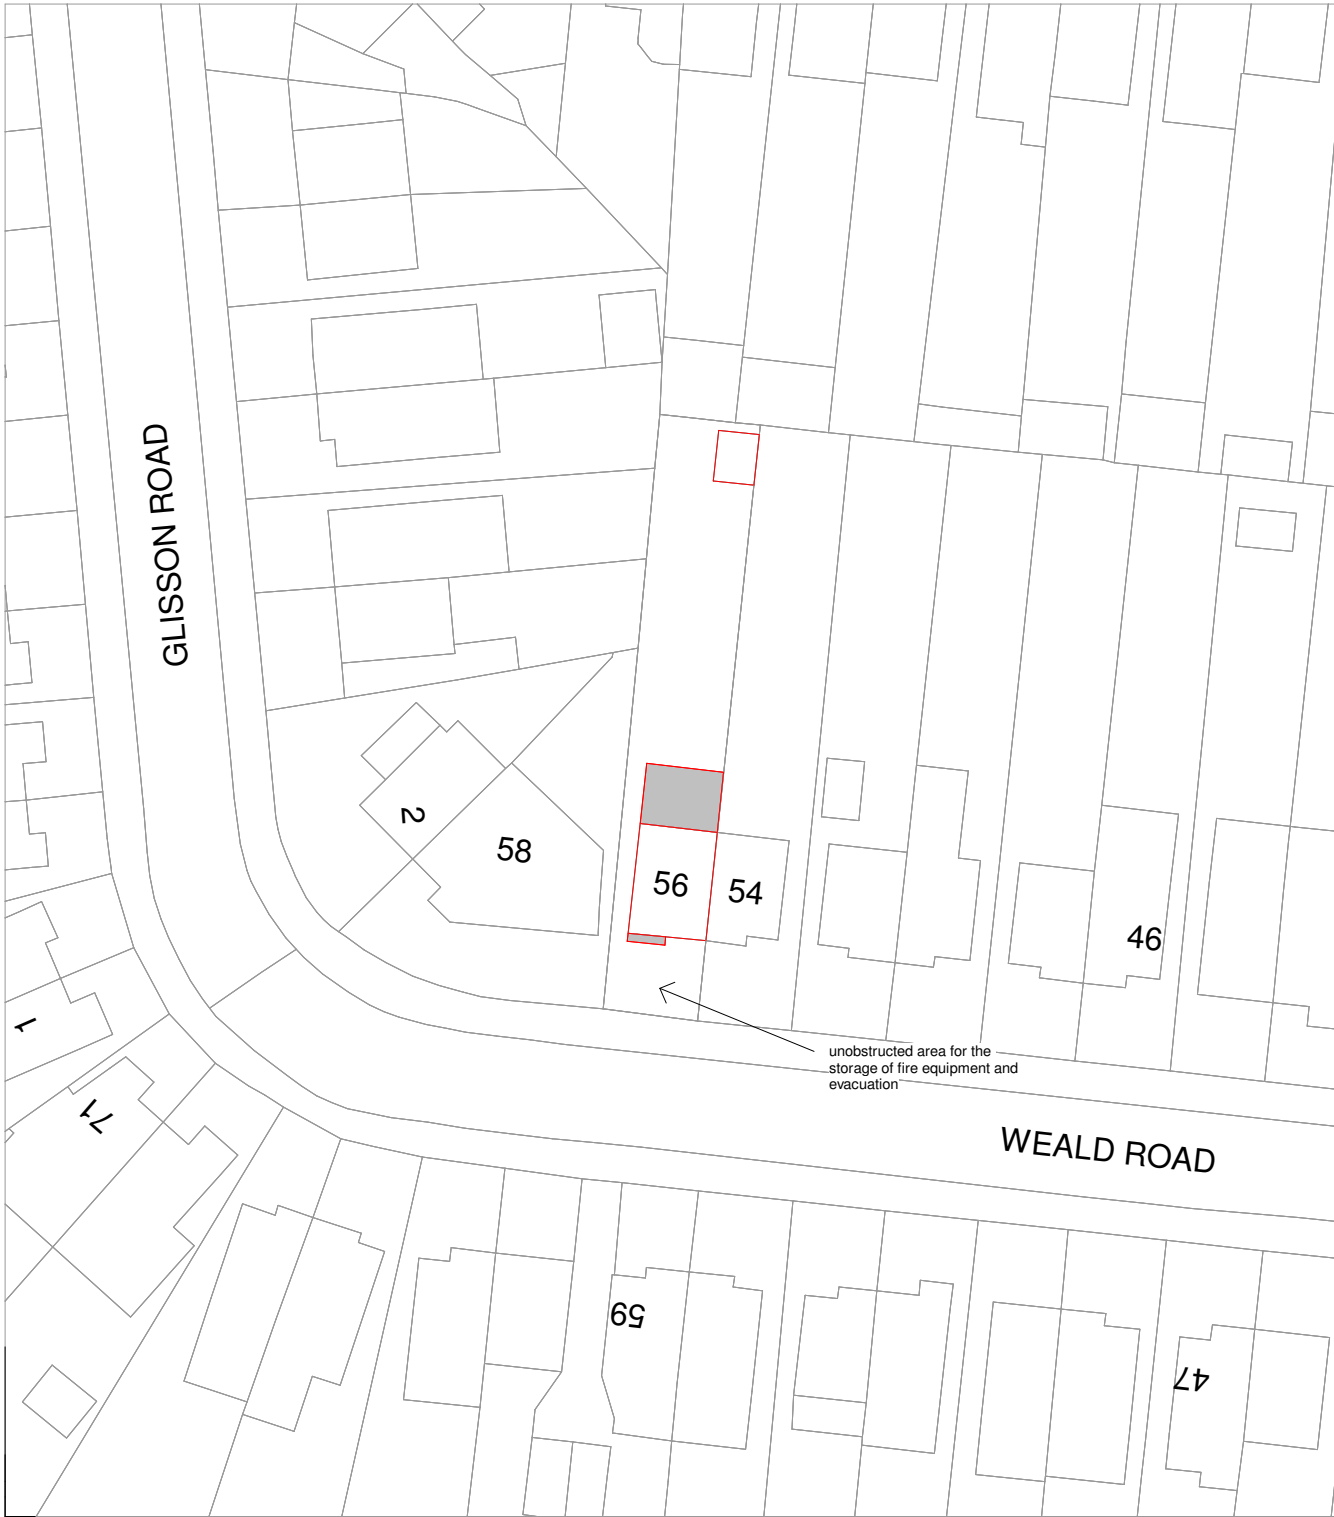 GLISSON ROAD
2
58
56
54
46
1
unobstructed area for the
storage of fire equipment and
evacuation
71
WEALD ROAD
59
47